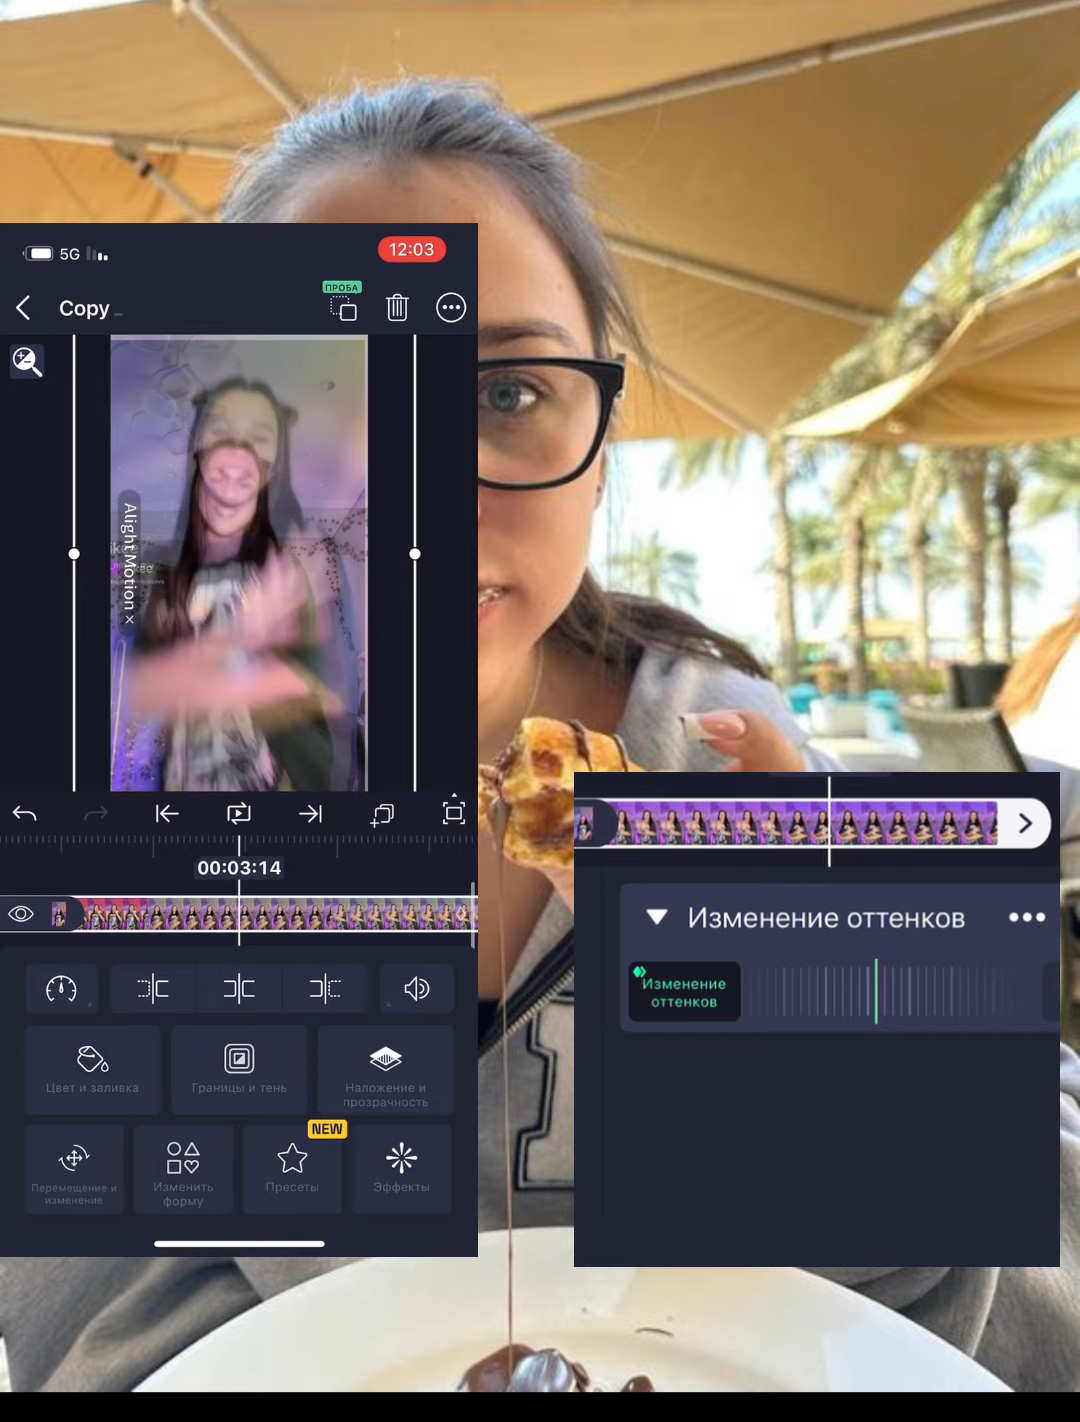 5G
12:03
ПРОБА
Copy
Alight Motion ×
00:03:14
Цвет и заливка
Границы и тень
Наложение и
прозрачность
NEW
Перемещение и
изменение
Изменить
форму
Пресеты
Эффекты
Изменение оттенков
Изменение
оттенков